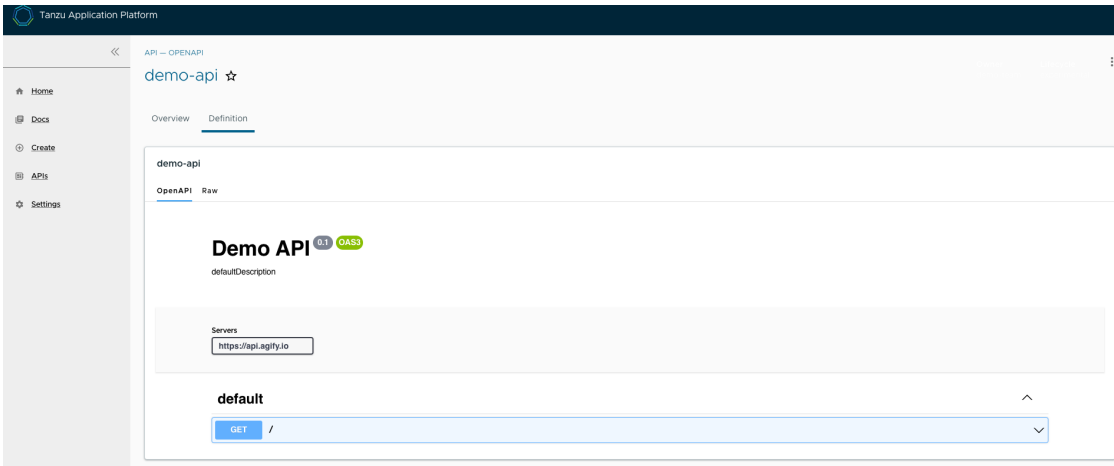 Tanzu Application Platform
Home
Docs
Create
APIs
Settings
API — OPENAPI
demo-api
Overview Definition
demo-api
OpenAPI Raw
Demo API 0.1 OAS3
defaultDescription
Servers
https://api.agify.io
default
GET /